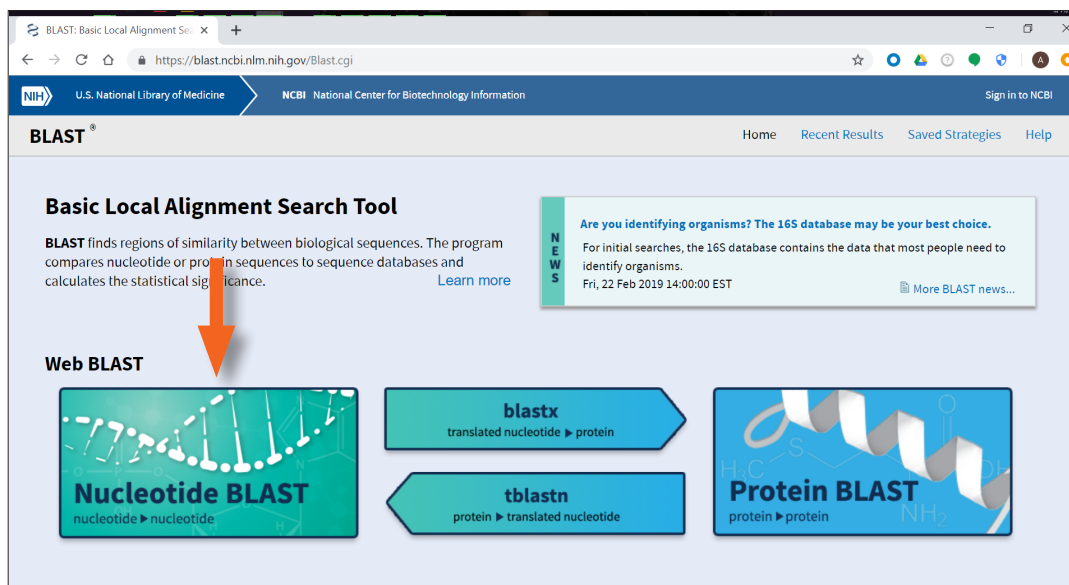 BLAST: Basic Local Alignment Se
https://blast.ncbi.nlm.nih.gov/Blast.cgi
A
NIH U.S. National Library of Medicine NCBI National Center for Biotechnology Information Sign in to NCBI
BLAST ® Home Recent Results Saved Strategies Help
Basic Local Alignment Search Tool
BLAST finds regions of similarity between biological sequences. The program
compares nucleotide or protein sequences to sequence databases and
calculates the statistical significance. Learn more
NEWS
Are you identifying organisms? The 16S database may be your best choice.
For initial searches, the 16S database contains the data that most people need to
identify organisms.
Fri, 22 Feb 2019 14:00:00 EST
More BLAST news...
Web BLAST
Nucleotide BLAST
nucleotide ▶ nucleotide
blastx
translated nucleotide ▶ protein
tblastn
protein ▶ translated nucleotide
H₃C
S
O
OH
Protein BLAST
protein ▶ protein
NH₂